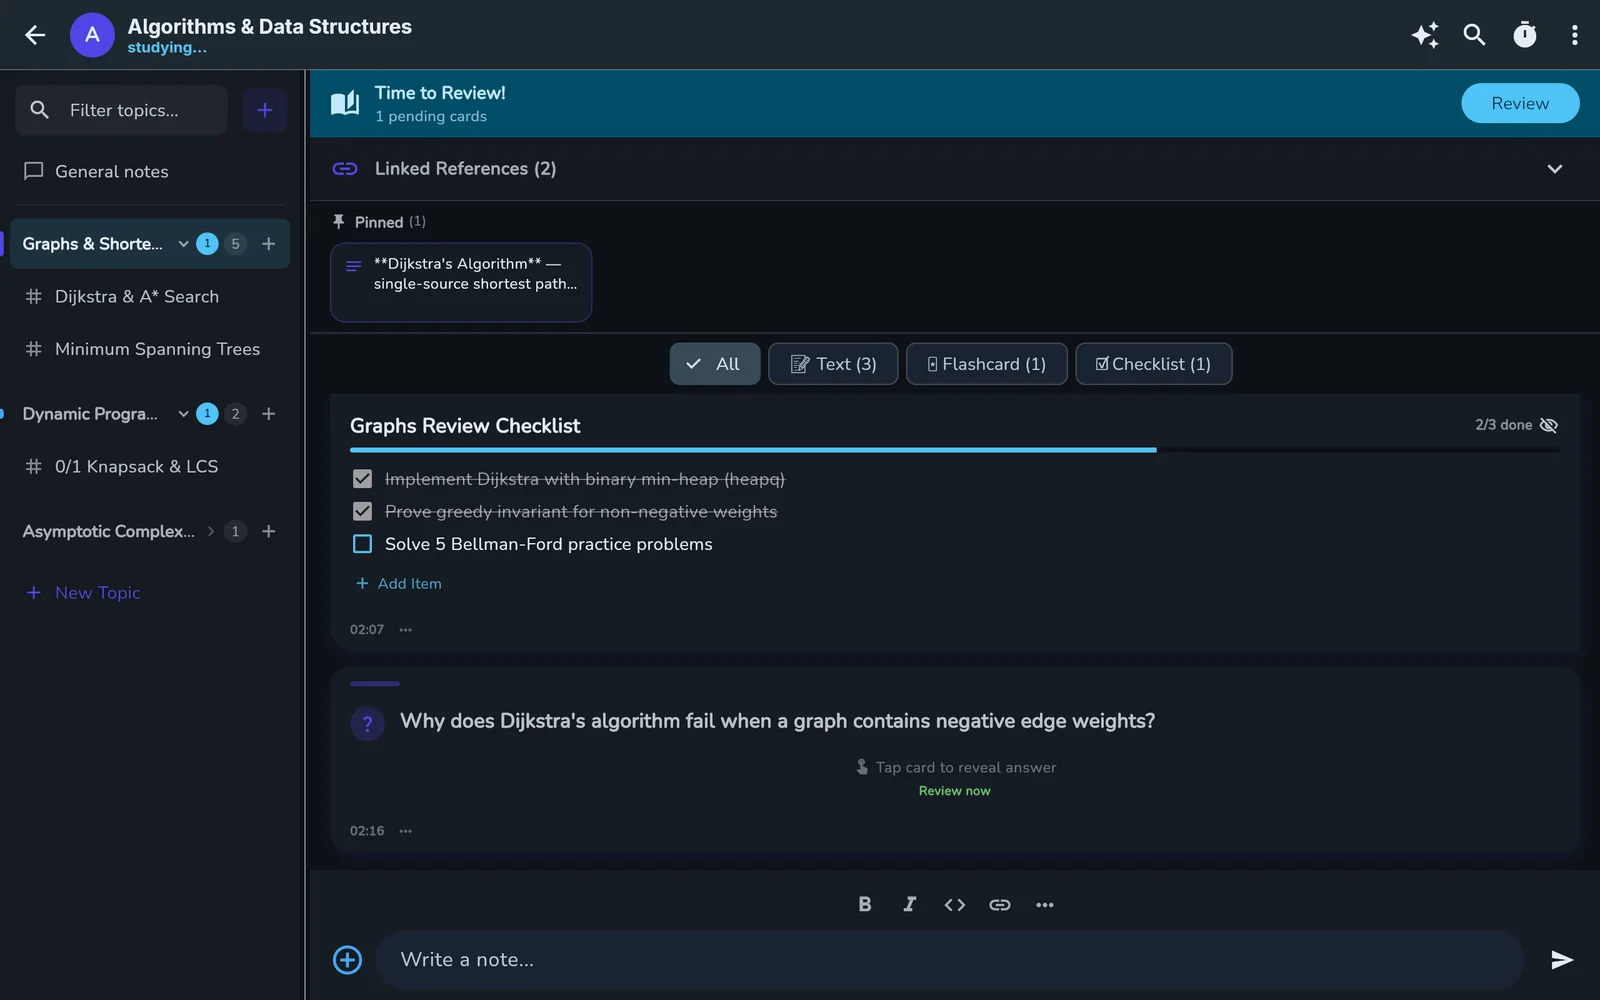 A
Algorithms & Data Structures
studying...
Filter topics...
General notes
Graphs & Shorte...
1
5
Dijkstra & A* Search
Minimum Spanning Trees
Dynamic Progra...
1
2
0/1 Knapsack & LCS
Asymptotic Complex...
1
New Topic
Time to Review!
1 pending cards
Review
Linked References (2)
Pinned (1)
**Dijkstra's Algorithm** —
single-source shortest path...
All
Text (3)
Flashcard (1)
Checklist (1)
Graphs Review Checklist
2/3 done
Implement Dijkstra with binary min-heap (heapq)
Prove greedy invariant for non-negative weights
Solve 5 Bellman-Ford practice problems
+ Add Item
02:07
?
Why does Dijkstra's algorithm fail when a graph contains negative edge weights?
Tap card to reveal answer
Review now
02:16
B I <>
Write a note...